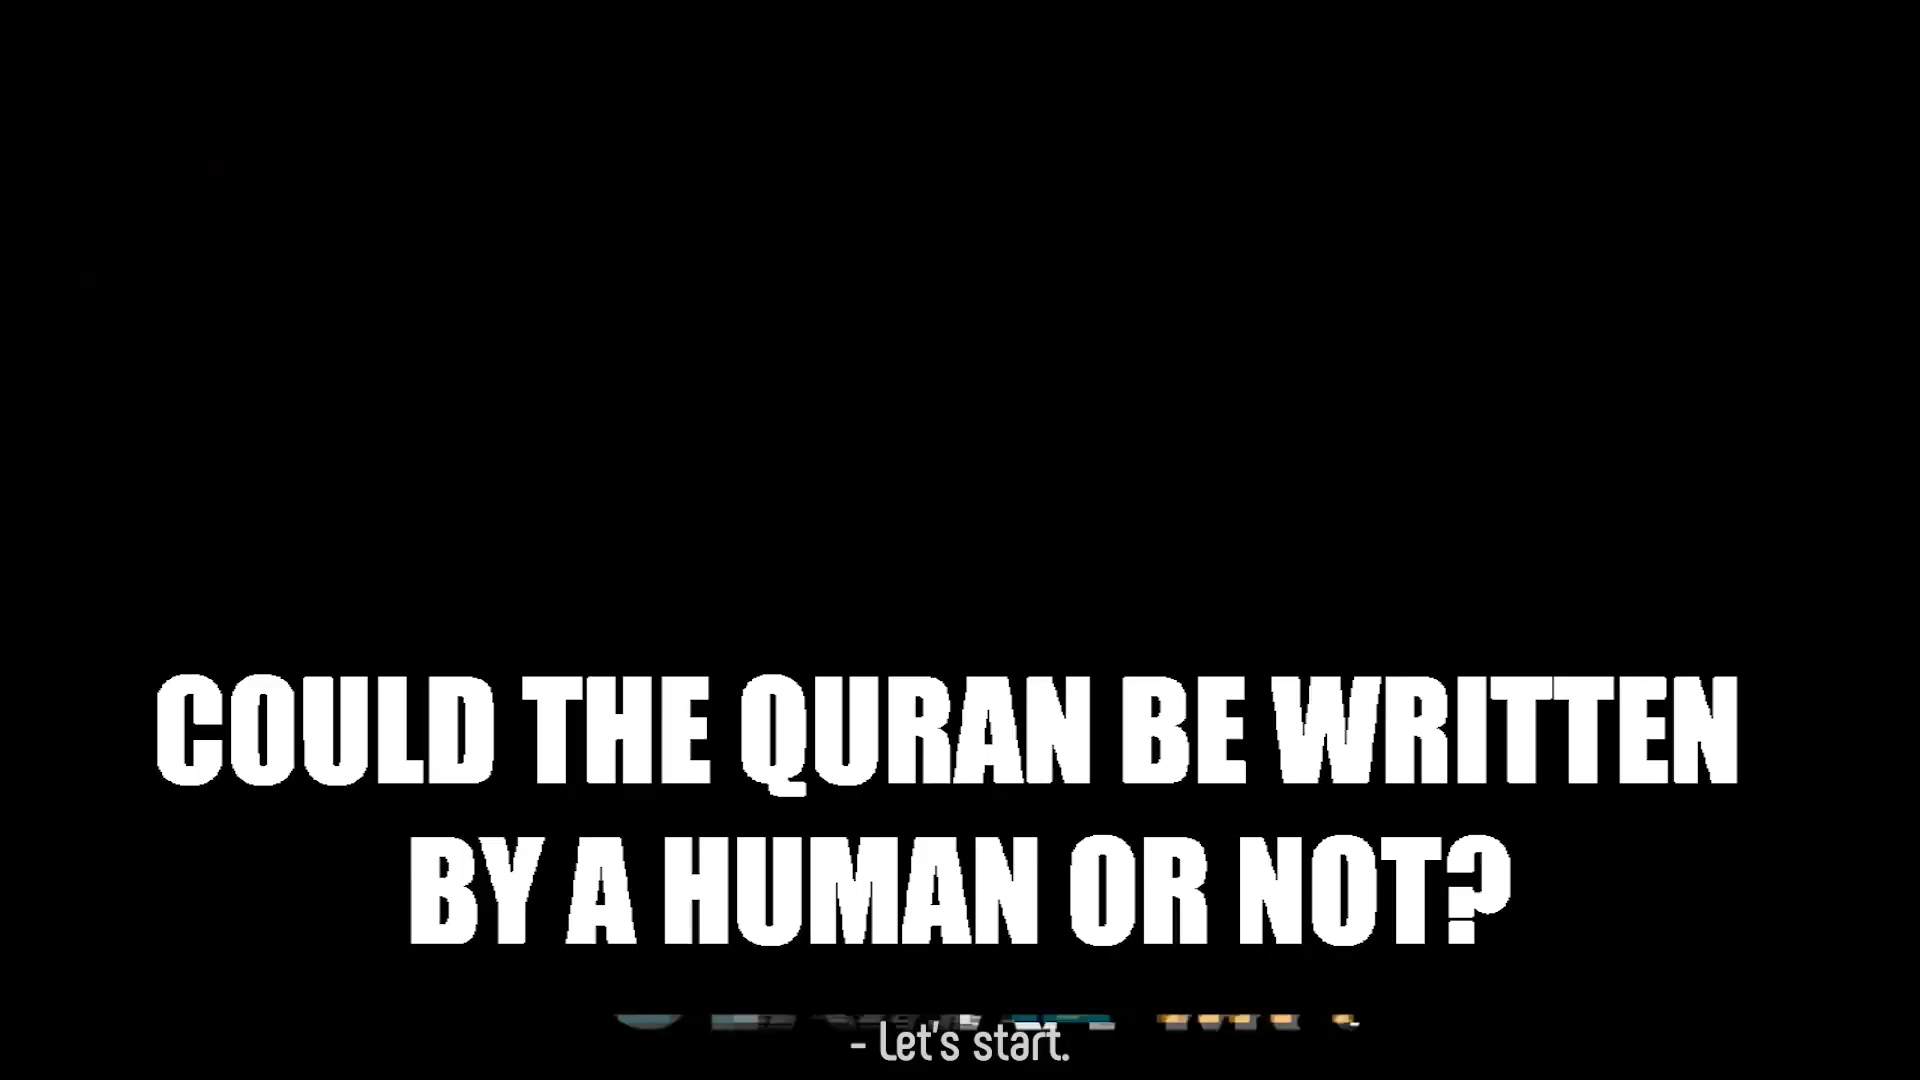 COULD THE QURAN BE WRITTEN
BY A HUMAN OR NOT?
- Let's start.